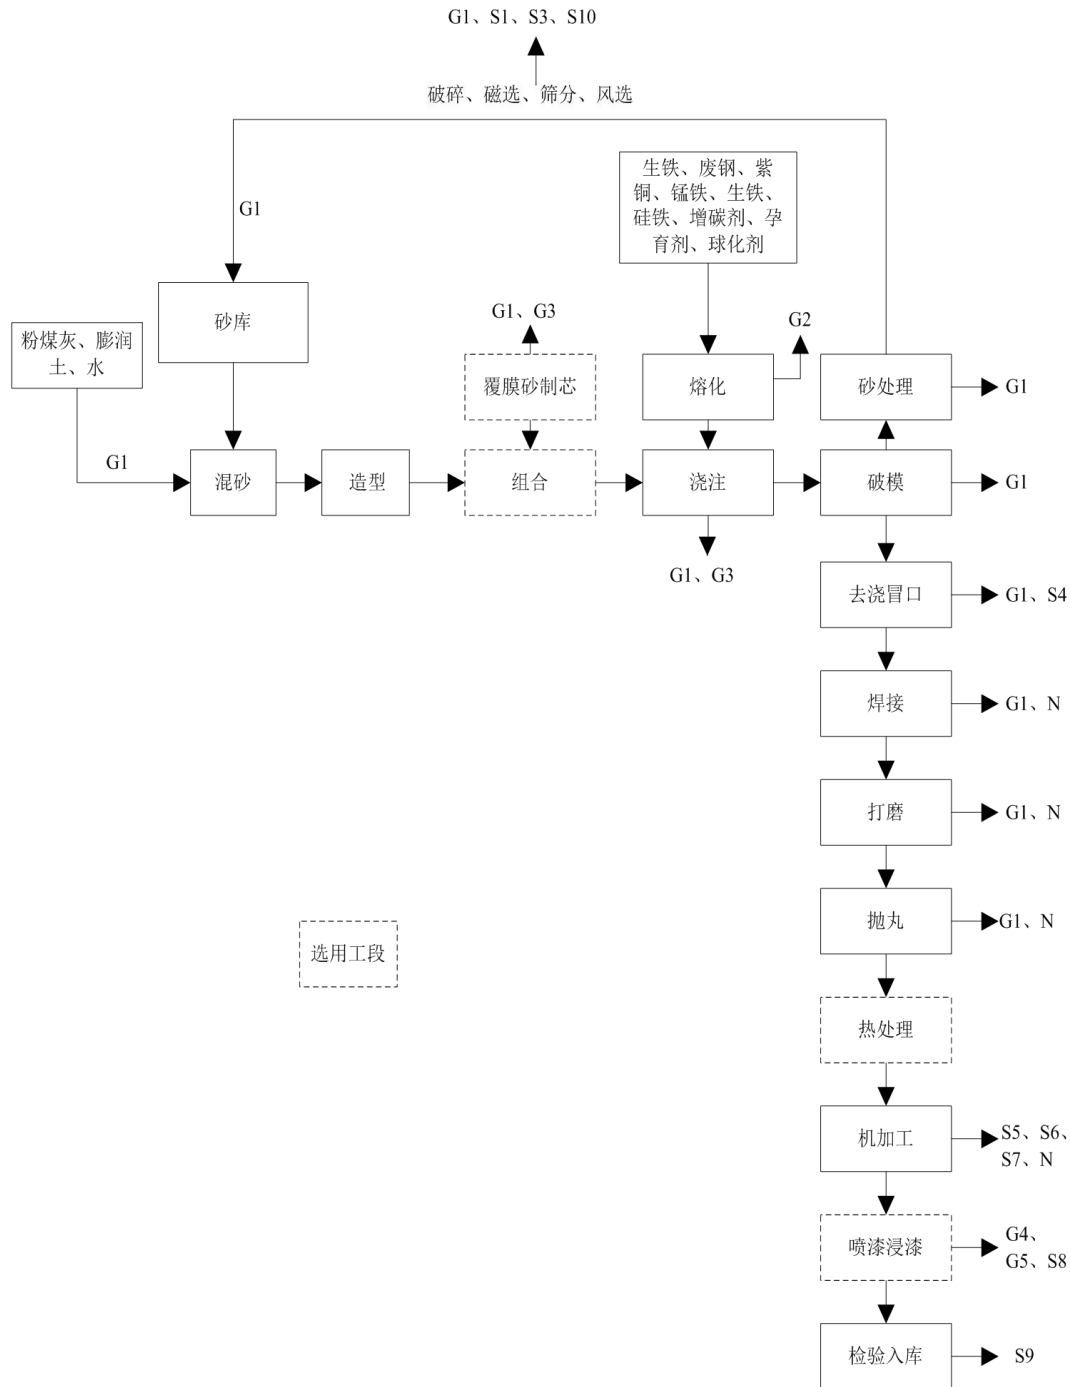 G1、S1、S3、S10
破碎、磁选、筛分、风选
生铁、废钢、紫
铜、锰铁、生铁、
硅铁、增碳剂、孕
育剂、球化剂
G1
砂库
粉煤灰、膨润
土、水
G1、G3
G2
覆膜砂制芯
熔化
砂处理
G1
G1
混砂
造型
组合
浇注
破模
G1
G1、G3
去浇冒口
G1、S4
焊接
G1、N
打磨
G1、N
抛丸
G1、N
选用工段
热处理
机加工
S5、S6、
S7、N
喷漆浸漆
G4、
G5、S8
检验入库
S9